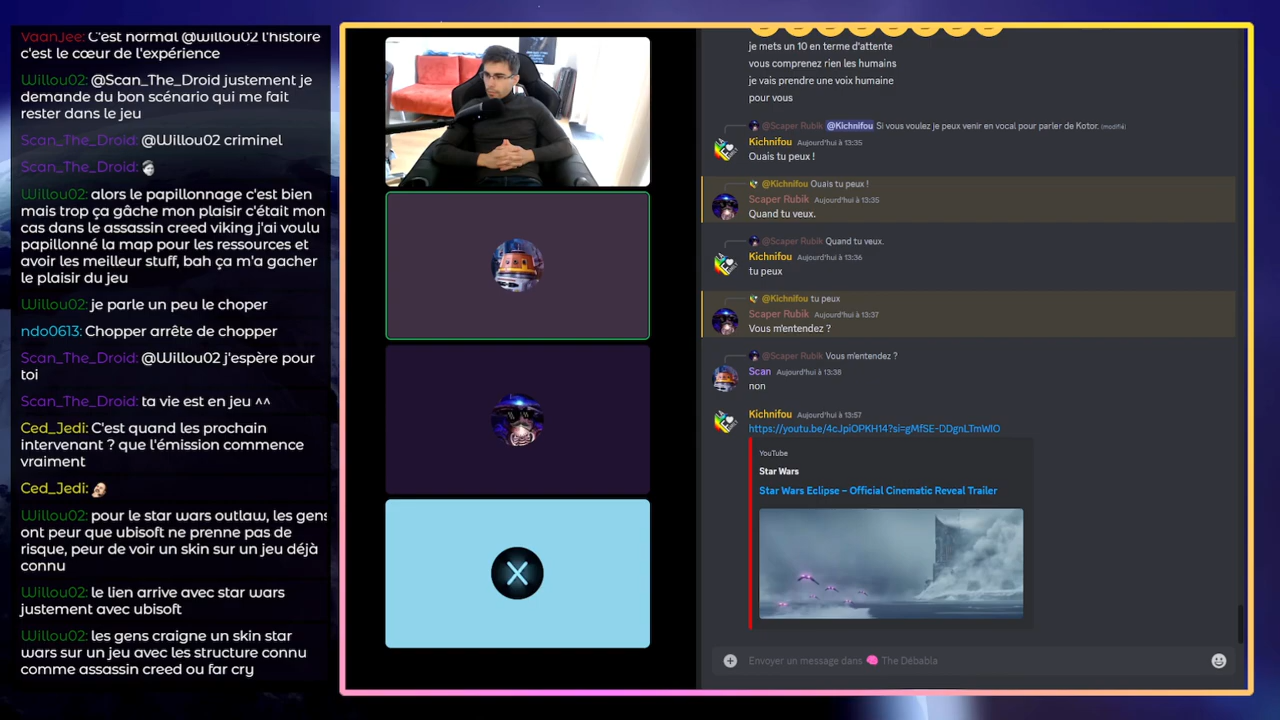 VaanJee: C'est normal @Willou02 l'histoire
c'est le cœur de l'expérience
Willou02: @Scan_The_Droid justement je
demande du bon scénario qui me fait
rester dans le jeu
Scan_The_Droid: @Willou02 criminel
Scan_The_Droid:
Willou02: alors le papillonnage c'est bien
mais trop ça gâche mon plaisir c'était mon
cas dans assassin creed viking j'ai voulu
papillonné la map pour les ressources et
avoir les meilleur stuff, bah ça m'a gacher
le plaisir du jeu
Willou02: je parle un peu le choper
ndo0613: Chopper arrête de chopper
Scan_The_Droid: @Willou02 j'espère pour
toi
Scan_The_Droid: ta vie est en jeu ^^
Ced_Jedi: C'est quand les prochain
intervenant ? que l'émission commence
vraiment
Ced_Jedi:
Willou02: pour le star wars outlaw, les gens
ont peur que ubisoft ne prenne pas de
risque, peur de voir un skin sur un jeu déjà
connu
Willou02: le lien arrive avec star wars
justement avec ubisoft
Willou02: les gens craigne un skin star
wars sur un jeu avec les structure connu
comme assassin creed ou far cry
X
je mets un 10 en terme d'attente
vous comprenez rien les humains
je vais prendre une voix humaine
pour vous
@Scaper Rubik @Kichnifou Si vous voulez je peux venir en vocal pour parler de Kotor. (modifié)
Kichnifou Aujourd'hui à 13:35
Ouais tu peux !
@Kichnifou Ouais tu peux !
Scaper Rubik Aujourd'hui à 13:35
Quand tu veux.
@Scaper Rubik Quand tu veux.
Kichnifou Aujourd'hui à 13:36
tu peux
@Kichnifou tu peux
Scaper Rubik Aujourd'hui à 13:37
Vous m'entendez ?
@Scaper Rubik Vous m'entendez ?
Scan Aujourd'hui à 13:38
non
Kichnifou Aujourd'hui à 13:57
https://youtu.be/4cJpiOPKH14?si=gMfSE-DDgnLTmWIO
YouTube
Star Wars
Star Wars Eclipse – Official Cinematic Reveal Trailer
Envoyer un message dans 🧠 The Débabla